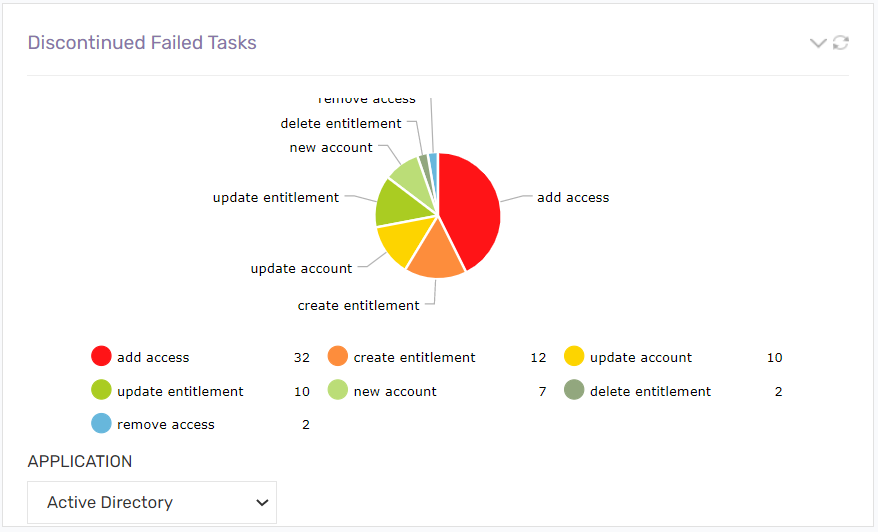 Discontinued Failed Tasks
remove access
delete entitlement
new account
update entitlement
add access
update account
create entitlement
add access 32 create entitlement 12 update account 10
update entitlement 10 new account 7 delete entitlement 2
remove access 2
APPLICATION
Active Directory